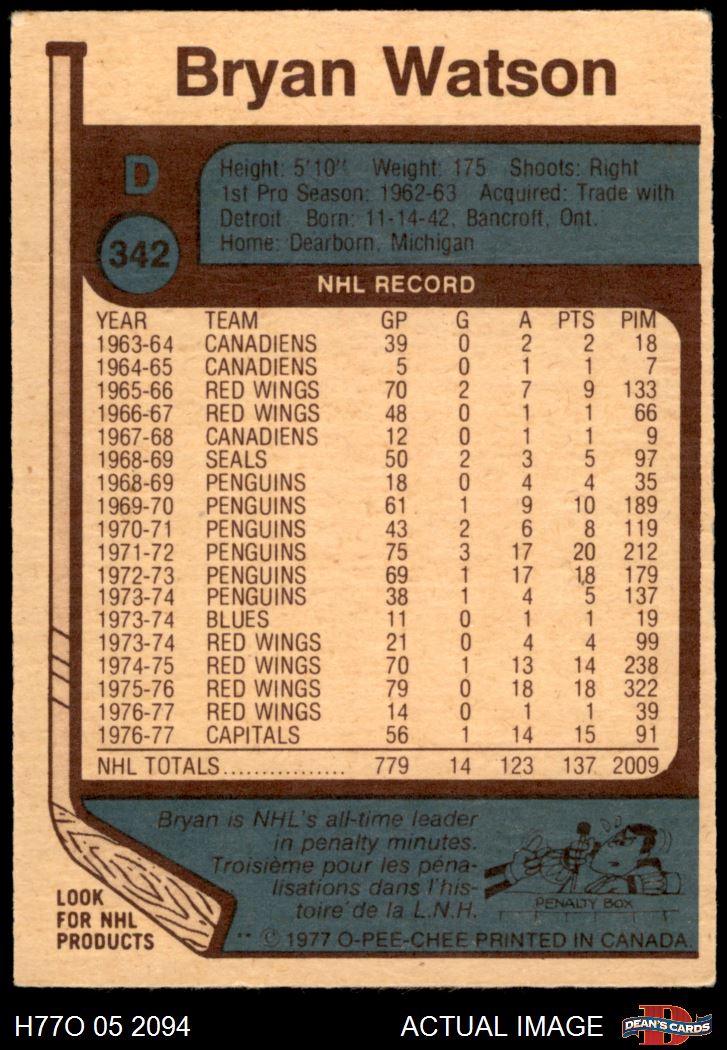 Bryan Watson
D
342
Height: 5'10" Weight: 175 Shoots: Right
1st Pro Season: 1962-63 Acquired: Trade with
Detroit Born: 11-14-42, Bancroft, Ont.
Home: Dearborn, Michigan
NHL RECORD
YEAR TEAM GP G A PTS PIM
1963-64 CANADIENS 39 0 2 2 18
1964-65 CANADIENS 5 0 1 1 7
1965-66 RED WINGS 70 2 7 9 133
1966-67 RED WINGS 48 0 1 1 66
1967-68 CANADIENS 12 0 1 1 9
1968-69 SEALS 50 2 3 5 97
1968-69 PENGUINS 18 0 4 4 35
1969-70 PENGUINS 61 1 9 10 189
1970-71 PENGUINS 43 2 6 8 119
1971-72 PENGUINS 75 3 17 20 212
1972-73 PENGUINS 69 1 17 18 179
1973-74 PENGUINS 38 1 4 5 137
1973-74 BLUES 11 0 1 1 19
1973-74 RED WINGS 21 0 4 4 99
1974-75 RED WINGS 70 1 13 14 238
1975-76 RED WINGS 79 0 18 18 322
1976-77 RED WINGS 14 0 1 1 39
1976-77 CAPITALS 56 1 14 15 91
NHL TOTALS................ 779 14 123 137 2009
Bryan is NHL's all-time leader
in penalty minutes.
Troisième pour les péna-
lisations dans l'his-
toire de la L.N.H.
PENALTY BOX
LOOK
FOR NHL
PRODUCTS
** © 1977 O-PEE-CHEE PRINTED IN CANADA.
H77O 05 2094 ACTUAL IMAGE
D
DEAN'S CARDS